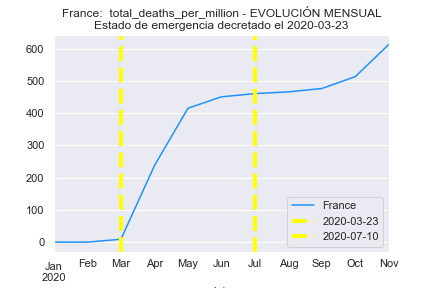 France:  total_deaths_per_million - EVOLUCIÓN MENSUAL
Estado de emergencia decretado el 2020-03-23
600
500
400
300
200
100
0
Jan Feb Mar Apr May Jun Jul Aug Sep Oct Nov
2020
France
2020-03-23
2020-07-10